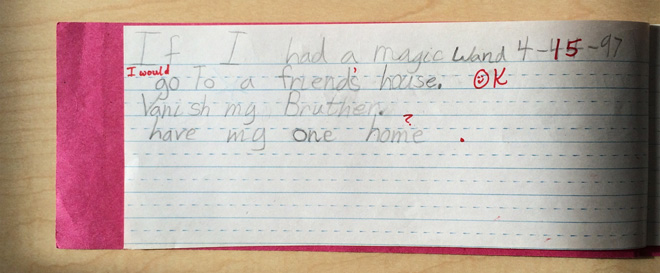 If I had a magic Wand 4-15-97
I would
go To a friend's house. OK
Vanish my Bruther.
?
have my one home .